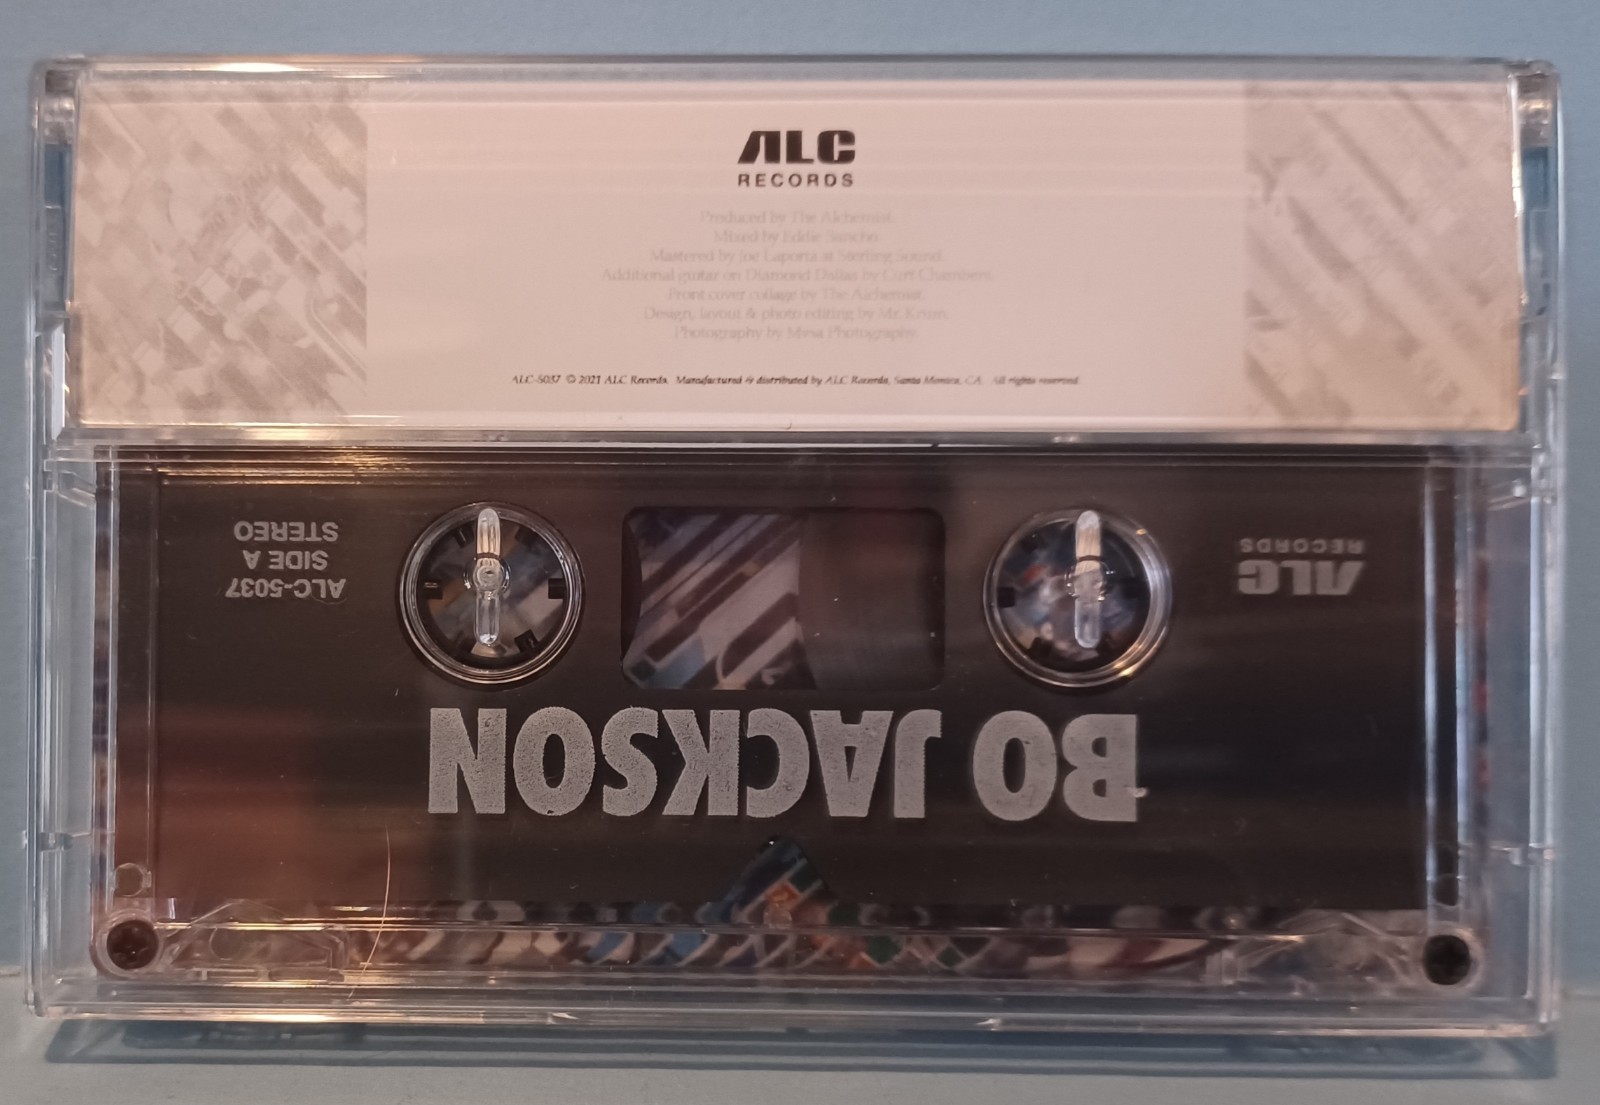 ALC
RECORDS
Produced by The Alchemist.
Mixed by Eddie Sancho.
Mastered by Joe Laporta at Sterling Sound.
Additional guitar on Diamond Dallas by Curt Chambers.
Front cover collage by The Alchemist.
Design, layout & photo editing by Mr. Krum.
Photography by Mvsa Photography.
ALC-5037 © 2021 ALC Records. Manufactured & distributed by ALC Records, Santa Monica, CA. All rights reserved.
ALC
RECORDS
ALC-5037
SIDE A
STEREO
BO JACKSON